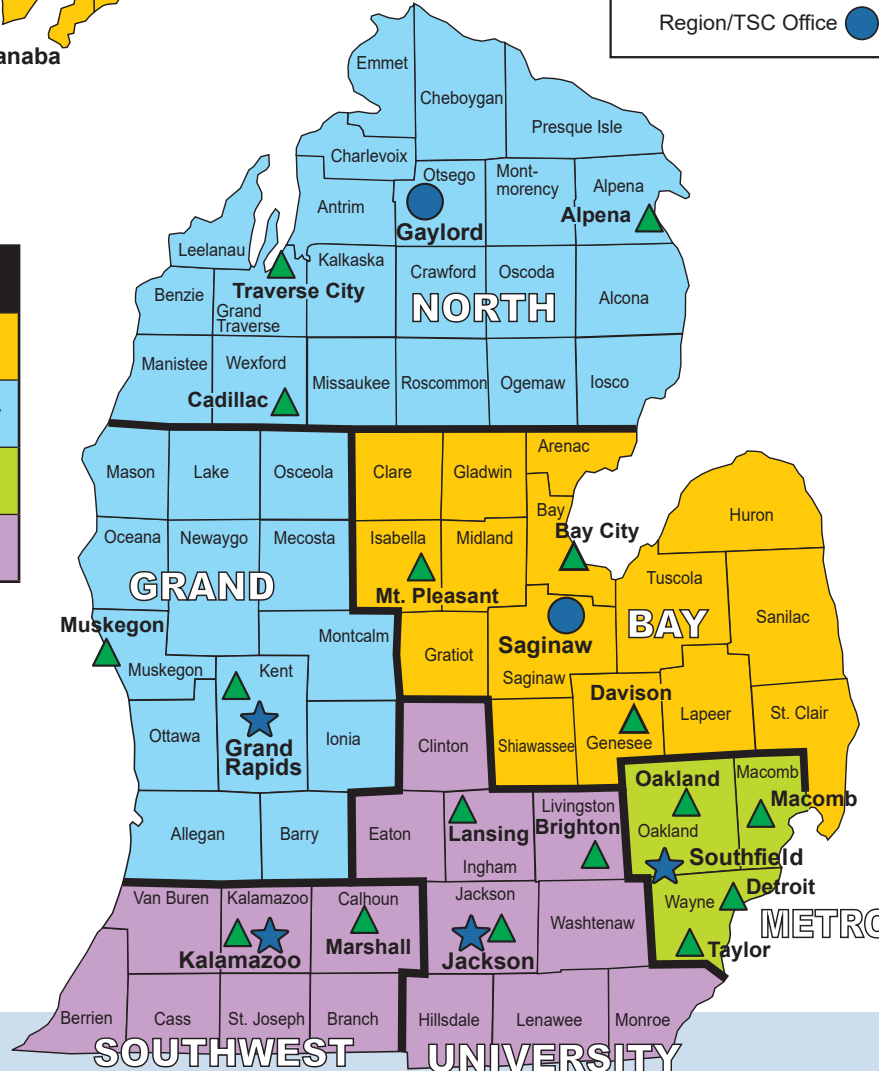 Region/TSC Office
anaba
Emmet
Cheboygan
Presque Isle
Charlevoix
Otsego
Mont-
morency
Alpena
Antrim
Alpena
Gaylord
Leelanau
Kalkaska
Crawford
Oscoda
Traverse City
Benzie
Grand
Traverse
NORTH
Alcona
Manistee
Wexford
Missaukee
Roscommon
Ogemaw
Iosco
Cadillac
Arenac
Mason
Lake
Osceola
Clare
Gladwin
Bay
Huron
Oceana
Newaygo
Mecosta
Isabella
Midland
Bay City
GRAND
Mt. Pleasant
Tuscola
Sanilac
Muskegon
BAY
Montcalm
Saginaw
Muskegon
Kent
Gratiot
Saginaw
Davison
Ottawa
Grand
Rapids
Ionia
Clinton
Shiawassee
Genesee
Lapeer
St. Clair
Oakland
Macomb
Macomb
Allegan
Barry
Eaton
Lansing
Livingston
Brighton
Oakland
Ingham
Southfield
Van Buren
Kalamazoo
Calhoun
Jackson
Wayne
Detroit
Washtenaw
METRO
Kalamazoo
Marshall
Jackson
Taylor
Berrien
Cass
St. Joseph
Branch
Hillsdale
Lenawee
Monroe
SOUTHWEST
UNIVERSITY